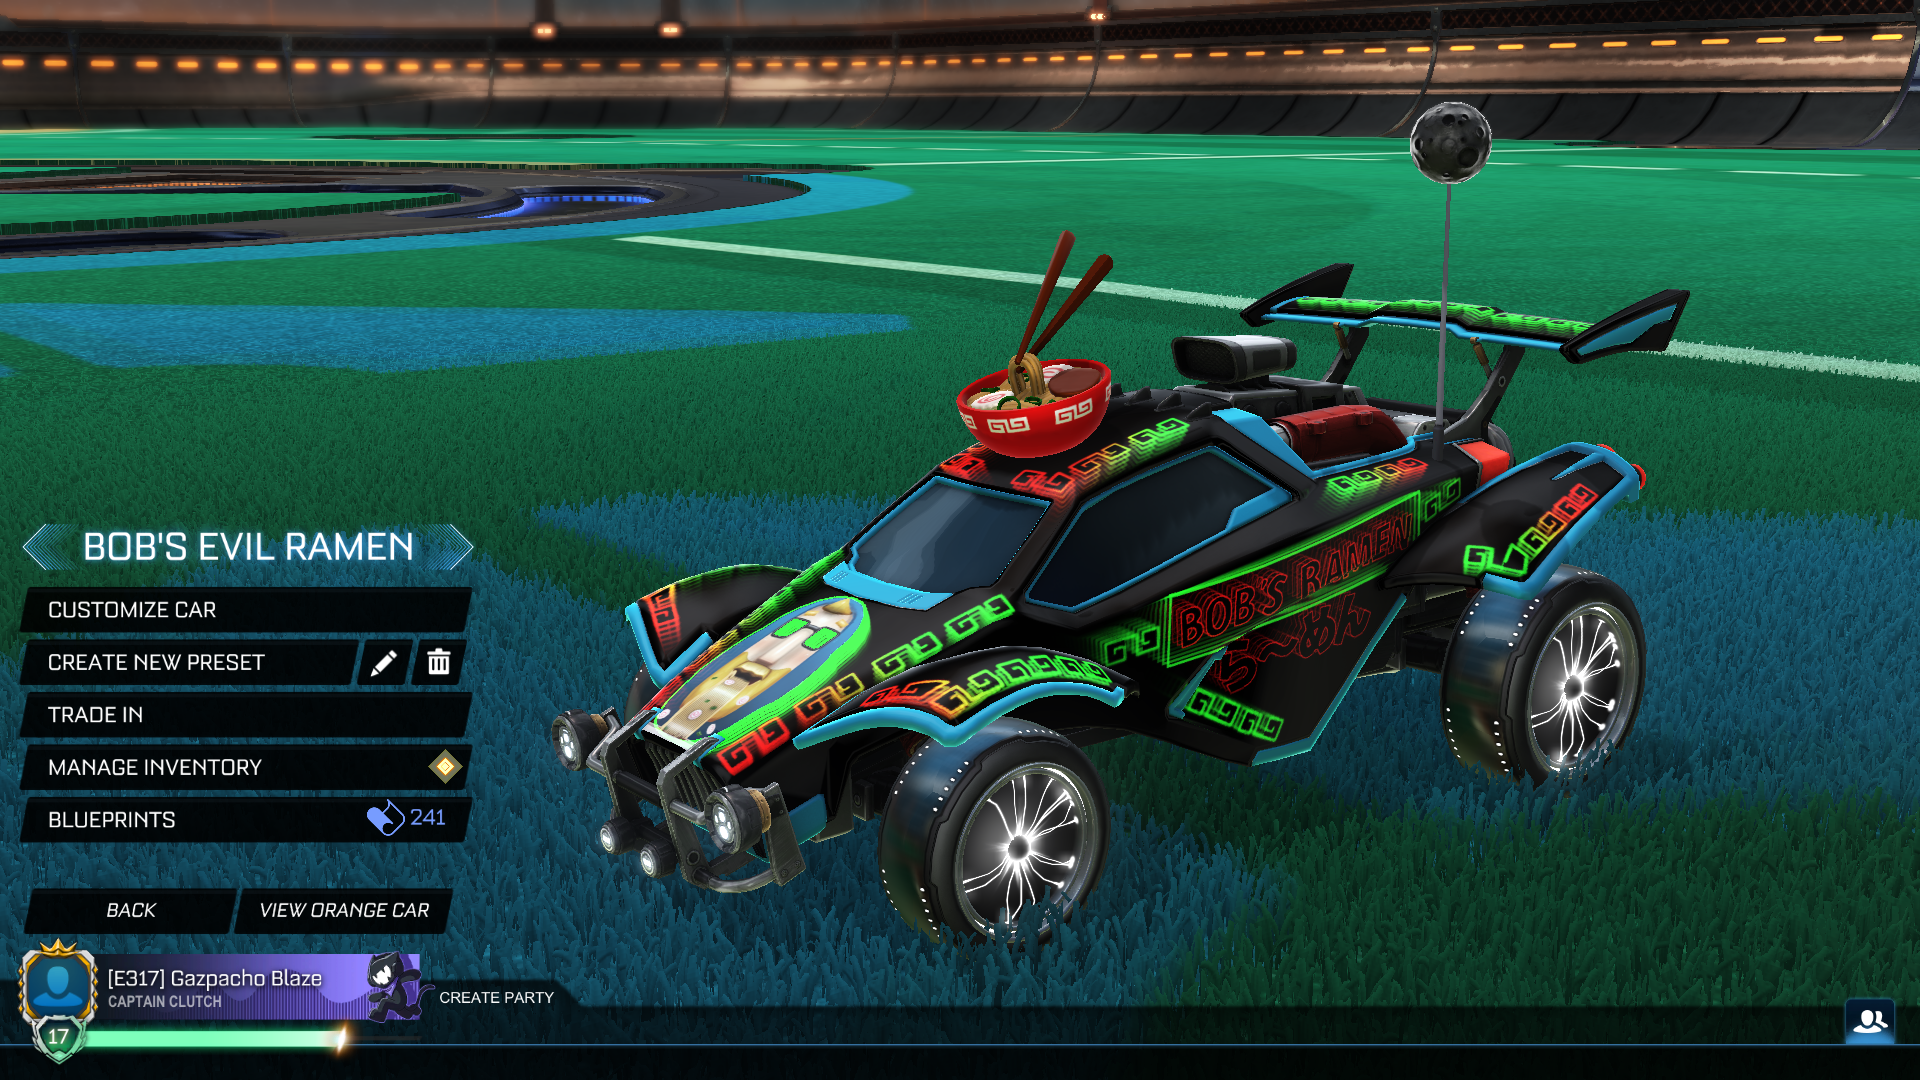 BOB'S EVIL RAMEN
CUSTOMIZE CAR
CREATE NEW PRESET
TRADE IN
MANAGE INVENTORY
BLUEPRINTS 241
BACK
VIEW ORANGE CAR
[E317] Gazpacho Blaze
CAPTAIN CLUTCH
CREATE PARTY
17
BOB'S RAMEN